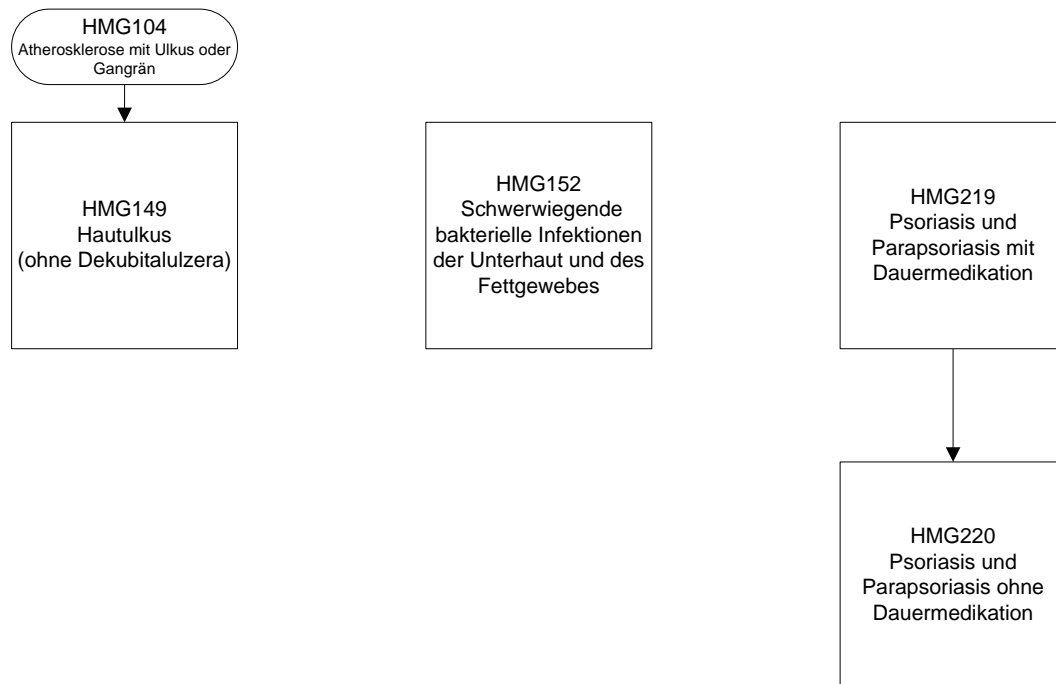 HMG104
Atherosklerose mit Ulkus oder
Gangrän
HMG149
Hautulkus
(ohne Dekubitalulzera)
HMG152
Schwerwiegende
bakterielle Infektionen
der Unterhaut und des
Fettgewebes
HMG219
Psoriasis und
Parapsoriasis mit
Dauermedikation
HMG220
Psoriasis und
Parapsoriasis ohne
Dauermedikation